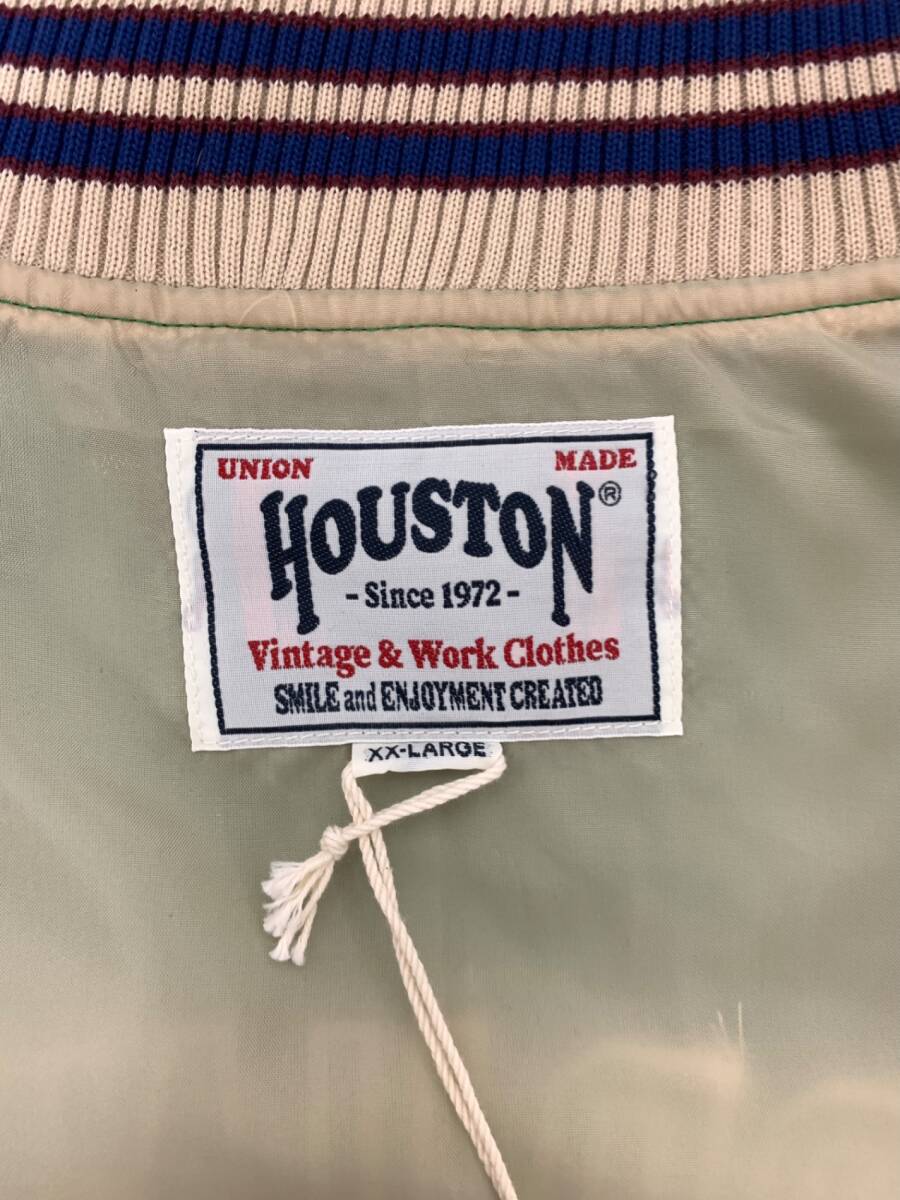 UNION MADE
HOUSTON®
- Since 1972 -
Vintage & Work Clothes
SMILE and ENJOYMENT CREATED
XX-LARGE